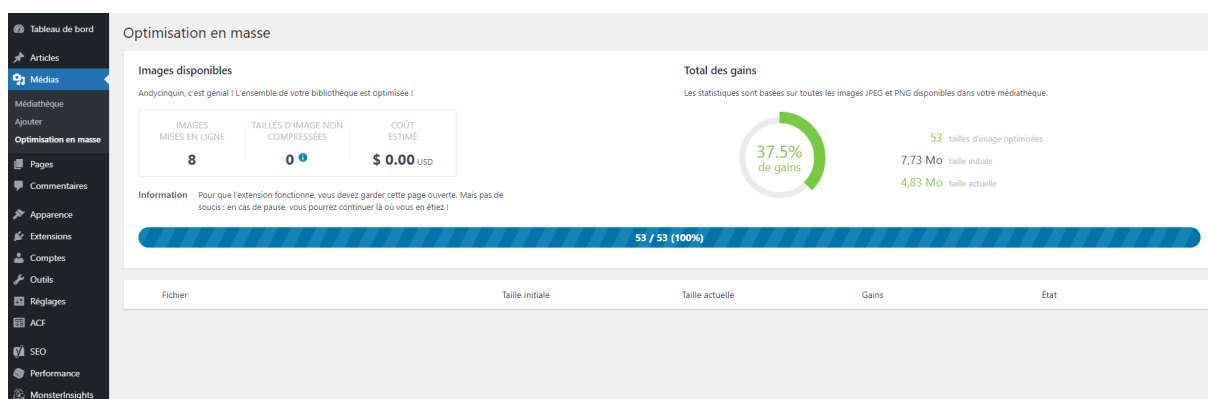 Tableau de bord
Articles
Médias
Médiathèque
Ajouter
Optimisation en masse
Pages
Commentaires
Apparence
Extensions
Comptes
Outils
Réglages
ACF
SEO
Performance
MonsterInsights
Optimisation en masse
Images disponibles
Andycinquin, c'est génial ! L'ensemble de votre bibliothèque est optimisée !
IMAGES
MISES EN LIGNE
8
TAILLES D'IMAGE NON
COMPRESSÉES
0
COÛT
ESTIMÉ
$ 0.00 USD
Information Pour que l'extension fonctionne, vous devez garder cette page ouverte. Mais pas de
soucis : en cas de pause, vous pourrez continuer là où vous en étiez !
Total des gains
Les statistiques sont basées sur toutes les images JPEG et PNG disponibles dans votre médiathèque.
37.5%
de gains
53 tailles d'image optimisées
7,73 Mo taille initiale
4,83 Mo taille actuelle
53 / 53 (100%)
Fichier Taille initiale Taille actuelle Gains État